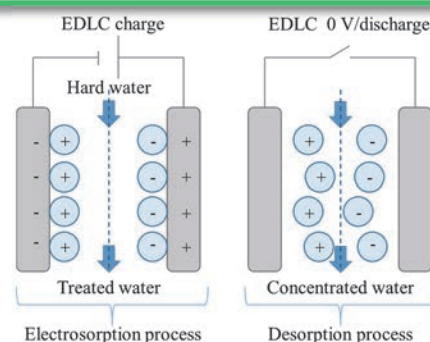 EDLC charge
EDLC 0 V/discharge
Hard water
- + - +
- + - +
- + - +
- + - +
+ -
+ -
+ -
+ -
Treated water
Concentrated water
Electrosorption process
Desorption process